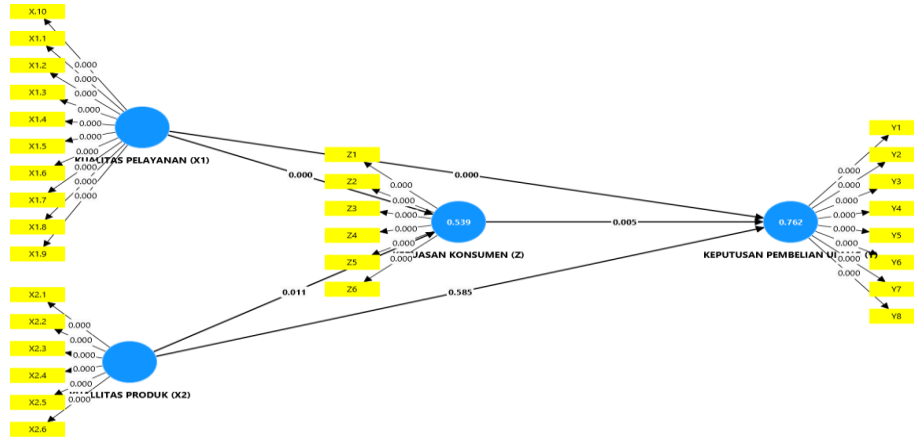 X.10
X1.1
X1.2
X1.3
X1.4
X1.5
X1.6
X1.7
X1.8
X1.9
0.000
0.000
0.000
0.000
0.000
0.000
0.000
0.000
0.000
0.000
KUALITAS PELAYANAN (X1)
X2.1
X2.2
X2.3
X2.4
X2.5
X2.6
0.000
0.000
0.000
0.000
0.000
0.000
PRODUK (X2)
0.000
0.000
0.011
0.005
0.585
Z1
Z2
Z3
Z4
Z5
Z6
0.000
0.000
0.000
0.000
0.000
0.000
0.539
KONSUMEN (Z)
0.762
KEPUTUSAN PEMBELIAN (Y)
0.000
0.000
0.000
0.000
0.000
0.000
0.000
0.000
Y1
Y2
Y3
Y4
Y5
Y6
Y7
Y8